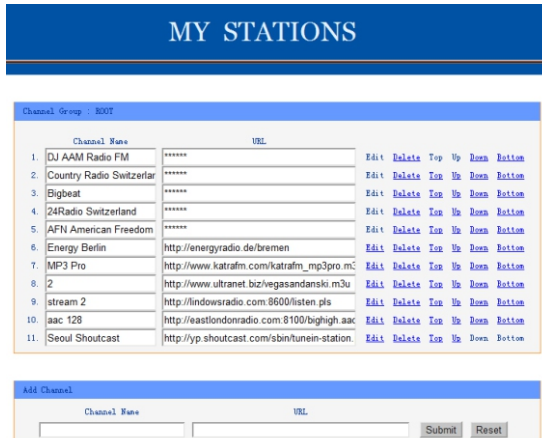 MY STATIONS
Channel Group : ROOT
Channel Name URL
1. DJ AAM Radio FM ****** Edit Delete Top Up Down Bottom
2. Country Radio Switzerlar ****** Edit Delete Top Up Down Bottom
3. Bigbeat ****** Edit Delete Top Up Down Bottom
4. 24Radio Switzerland ****** Edit Delete Top Up Down Bottom
5. AFN American Freedom ****** Edit Delete Top Up Down Bottom
6. Energy Berlin http://energyradio.de/bremen Edit Delete Top Up Down Bottom
7. MP3 Pro http://www.katrafm.com/katrafm_mp3pro.m3 Edit Delete Top Up Down Bottom
8. 2 http://www.ultranet.biz/vegasandanski.m3u Edit Delete Top Up Down Bottom
9. stream 2 http://lindowsradio.com:8600/listen.pls Edit Delete Top Up Down Bottom
10. aac 128 http://eastlondonradio.com:8100/bighigh.aac Edit Delete Top Up Down Bottom
11. Seoul Shoutcast http://yp.shoutcast.com/sbin/tunein-station. Edit Delete Top Up Down Bottom
Add Channel
Channel Name URL
Submit Reset